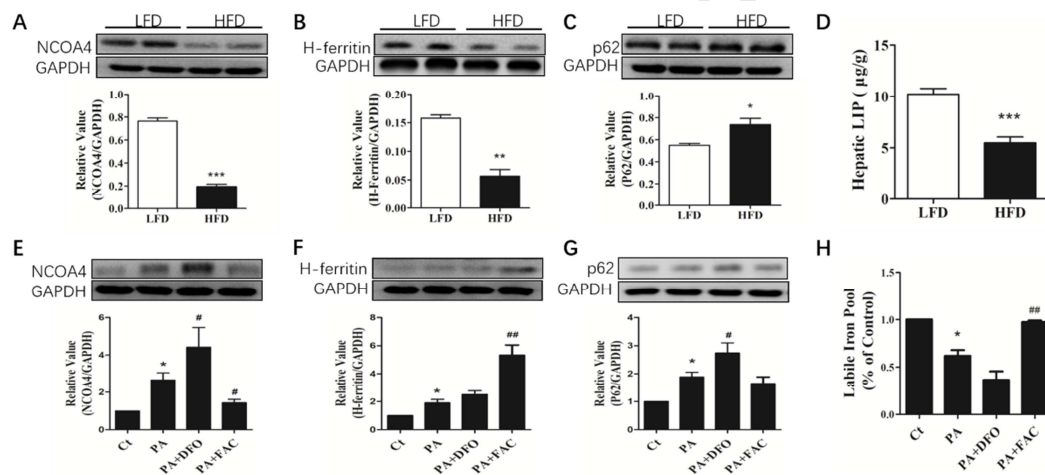 A
LFD HFD
NCOA4
GAPDH
Relative Value
(NCOA4/GAPDH)
1.0
0.8
0.6
0.4
0.2
0.0
***
LFD HFD
B
LFD HFD
H-ferritin
GAPDH
Relative Value
(H-Ferritin/GAPDH)
0.20
0.15
0.10
0.05
0.00
**
LFD HFD
C
LFD HFD
p62
GAPDH
Relative Value
(P62/GAPDH)
1.0
0.8
0.6
0.4
0.2
0.0
*
LFD HFD
D
Hepatic LIP ( μg/g)
15
10
5
0
***
LFD HFD
E
NCOA4
GAPDH
Relative Value
(NCOA4/GAPDH)
6
4
2
0
*
#
#
Ct PA PA+DFO PA+FAC
F
H-ferritin
GAPDH
Relative Value
(H-ferritin/GAPDH)
8
6
4
2
0
*
##
Ct PA PA+DFO PA+FAC
G
p62
GAPDH
Relative Value
(P62/GAPDH)
4
3
2
1
0
*
#
Ct PA PA+DFO PA+FAC
H
Labile Iron Pool
(% of Control)
1.5
1.0
0.5
0.0
*
##
Ct PA PA+DFO PA+FAC